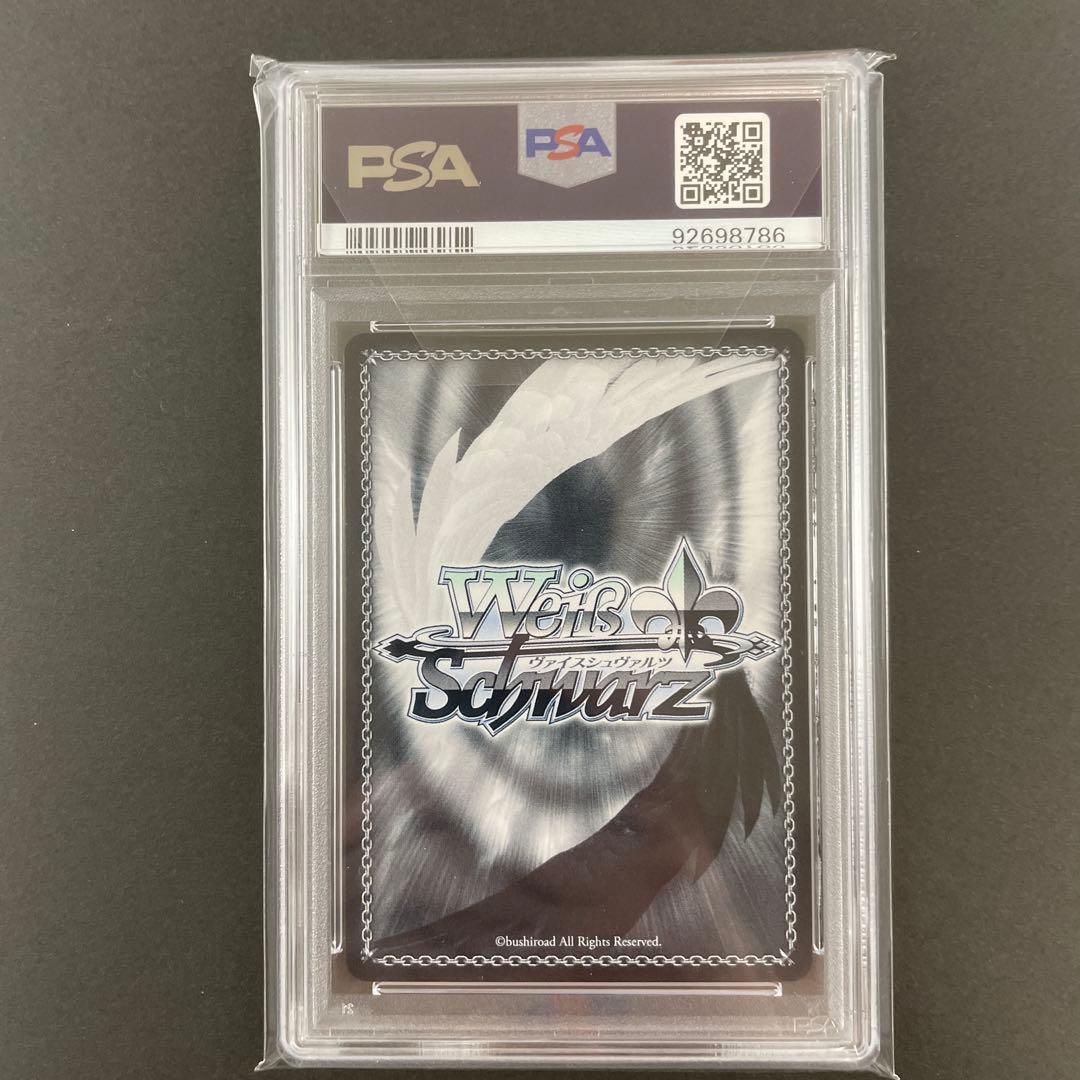 PSA
PSA
92698786
Weiß
ヴァイスシュヴァルツ
Schwarz
©bushiroad All Rights Reserved.
PSA